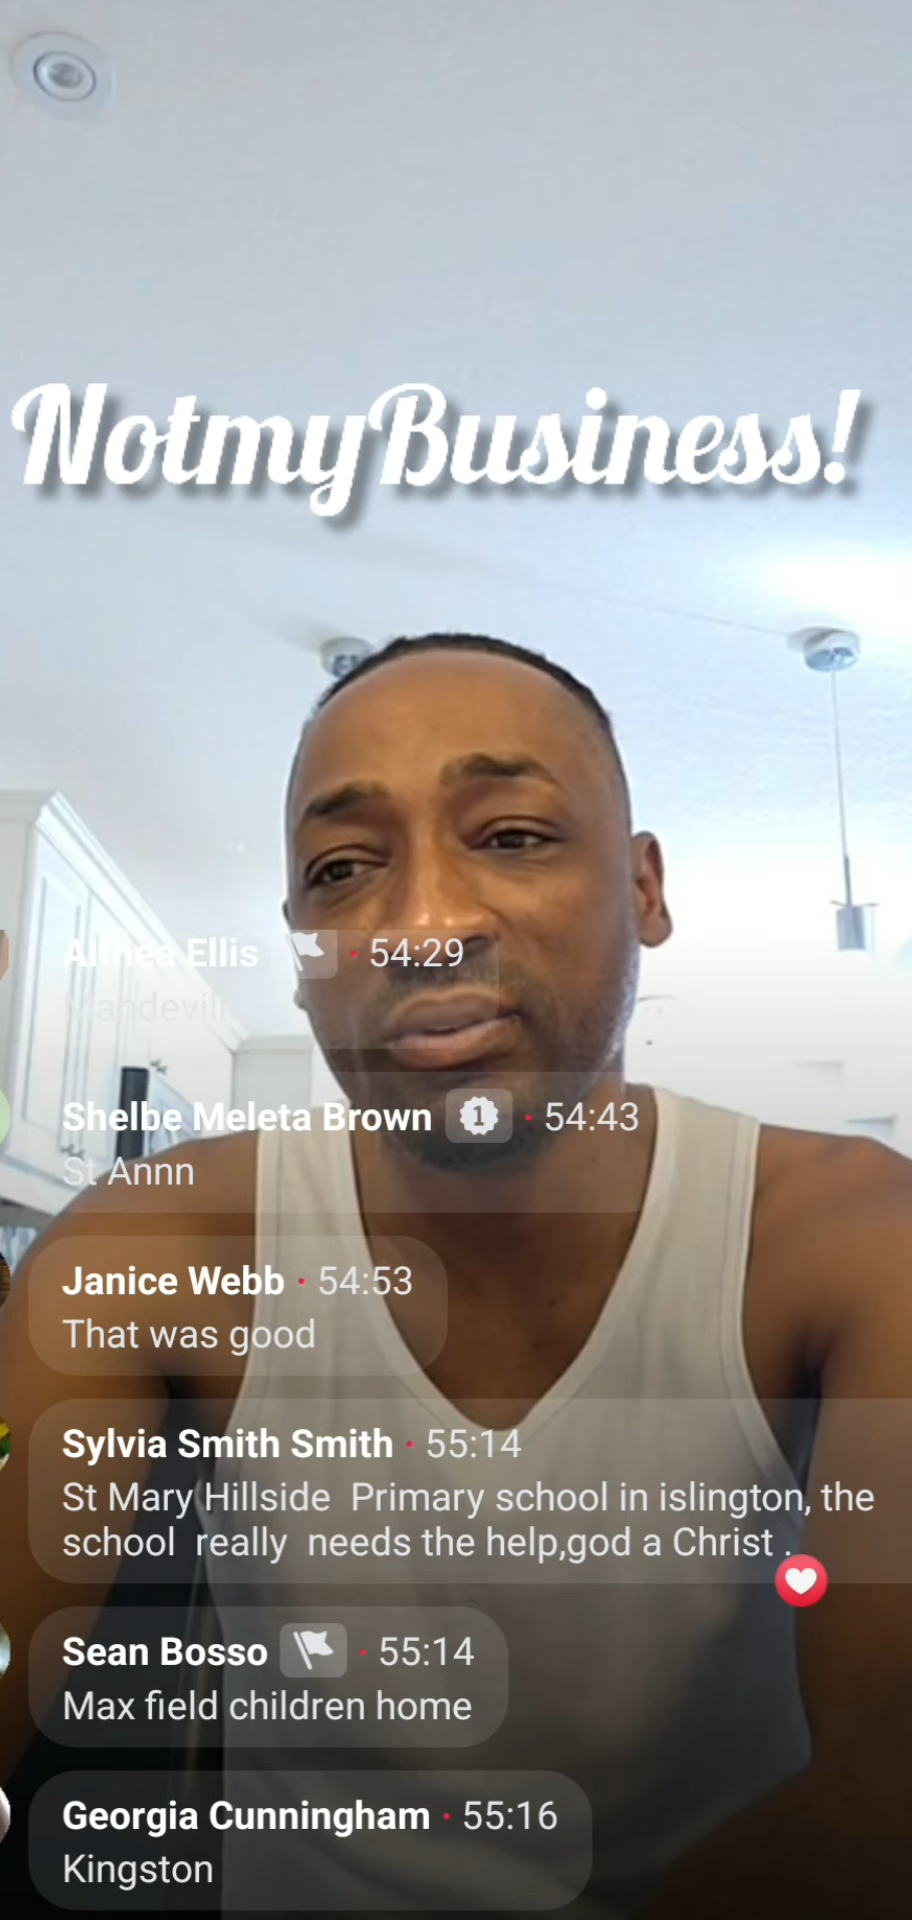 NotmyBusiness!
Althea Ellis · 54:29
Mandevill
Shelbe Meleta Brown 1 · 54:43
St Annn
Janice Webb · 54:53
That was good
Sylvia Smith Smith · 55:14
St Mary Hillside Primary school in islington, the
school really needs the help,god a Christ .
Sean Bosso · 55:14
Max field children home
Georgia Cunningham · 55:16
Kingston